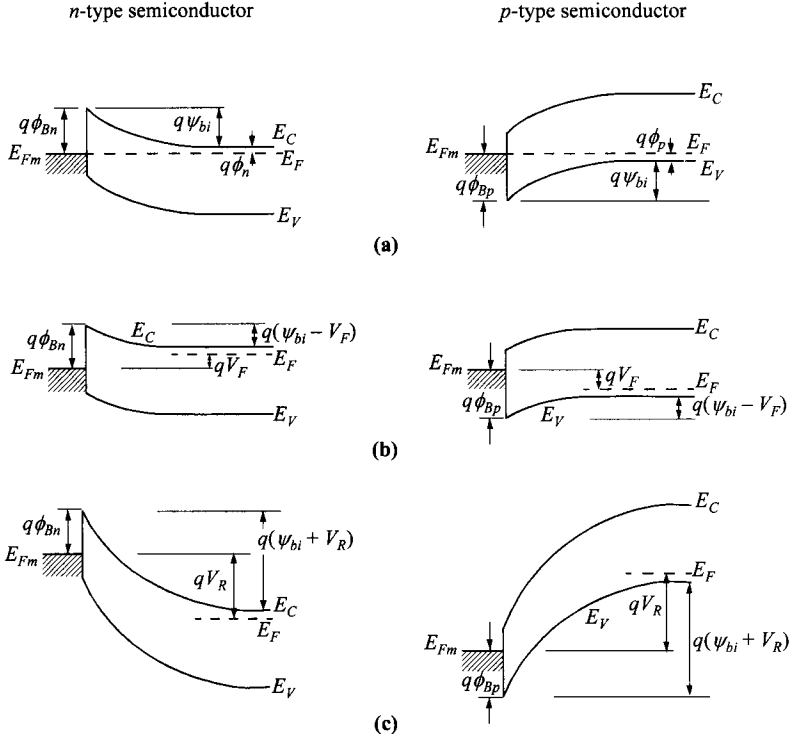 n-type semiconductor
p-type semiconductor
qϕBn
qψbi
EC
EFm
qϕn
EF
EV
EC
EFm
qϕp
EF
EV
qϕBp
qψbi
(a)
qϕBn
EC
q(ψbi − VF)
EFm
qVF
EF
EV
EC
EFm
qVF
EF
qϕBp
EV
q(ψbi − VF)
(b)
qϕBn
EFm
q(ψbi + VR)
qVR
EC
EF
EV
EC
EF
EV
qVR
EFm
q(ψbi + VR)
qϕBp
(c)